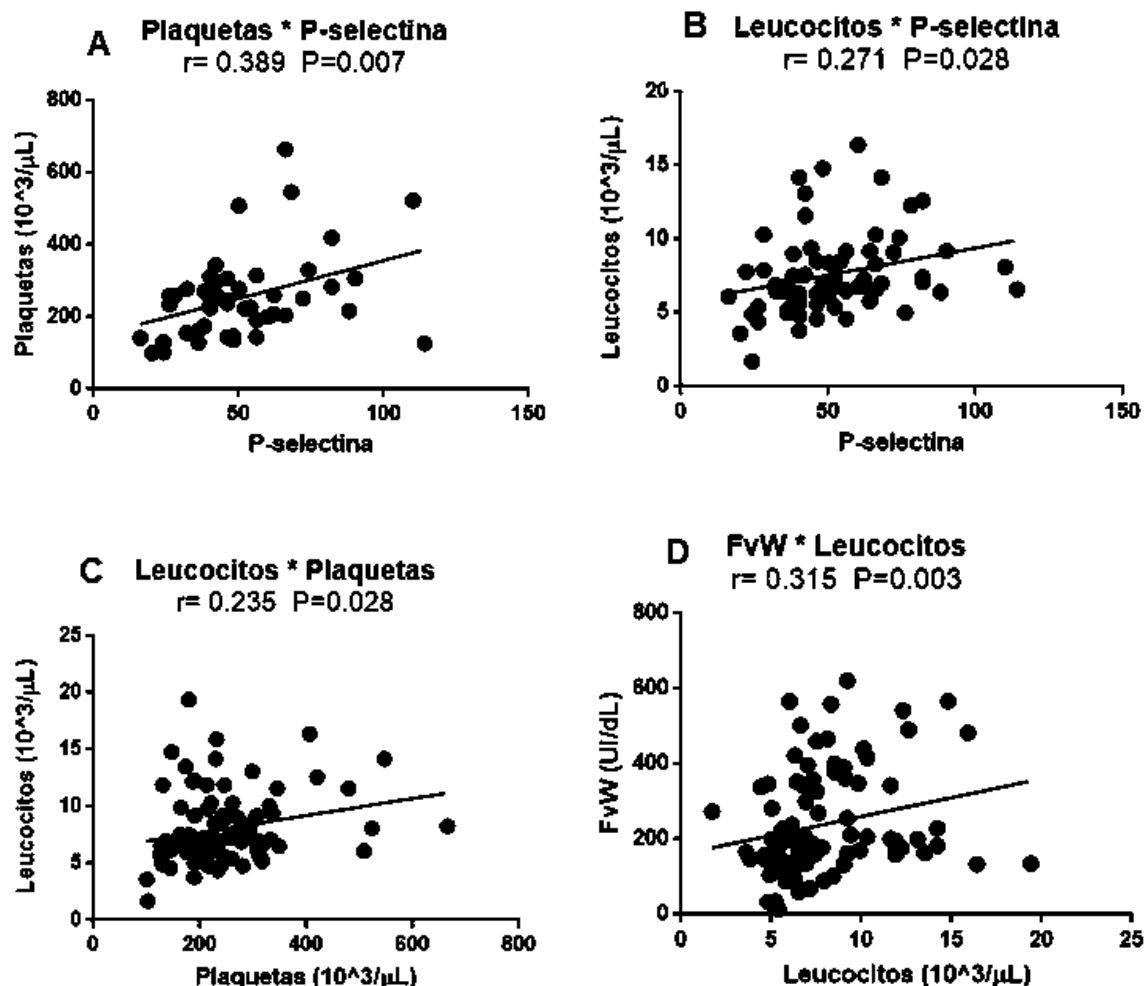 A Plaquetas * P-selectina
r= 0.389 P=0.007
Plaquetas (10^3/µL)
800
600
400
200
0
0 50 100 150
P-selectina
B Leucocitos * P-selectina
r= 0.271 P=0.028
Leucocitos (10^3/µL)
20
15
10
5
0
0 50 100 150
P-selectina
C Leucocitos * Plaquetas
r= 0.235 P=0.028
Leucocitos (10^3/µL)
25
20
15
10
5
0
0 200 400 600 800
Plaquetas (10^3/µL)
D FvW * Leucocitos
r= 0.315 P=0.003
FvW (UI/dL)
800
600
400
200
0
0 5 10 15 20 25
Leucocitos (10^3/µL)